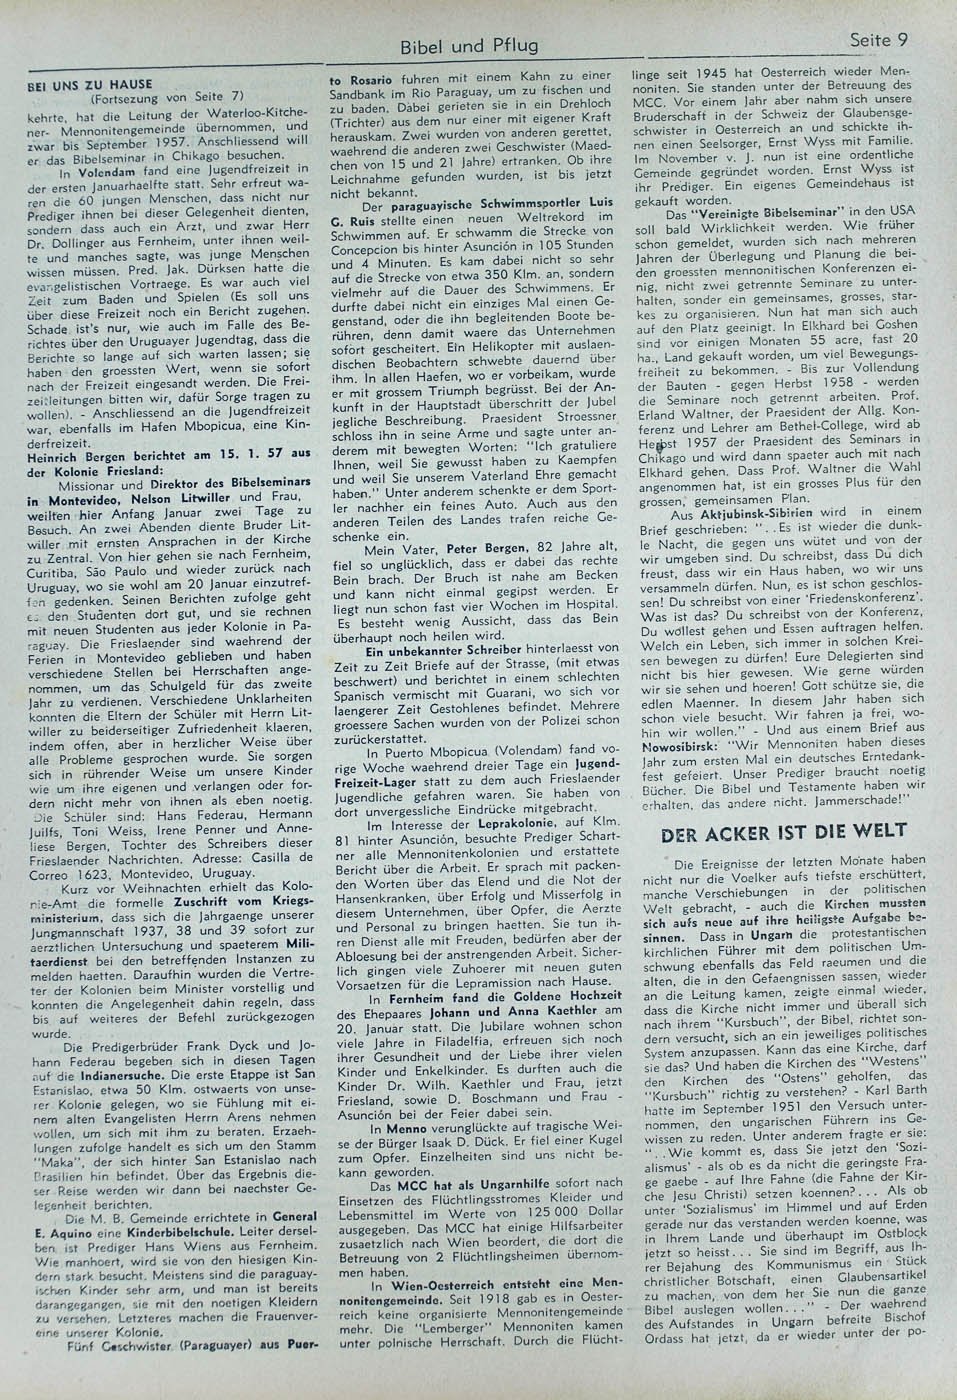 Bibel und Pflug
Seite 9
BEI UNS ZU HAUSE
(Fortsezung von Seite 7)
kehrte, hat die Leitung der Waterloo-Kitche-
ner- Mennonitengemeinde übernommen, und
zwar bis September 1957. Anschliessend will
er das Bibelseminar in Chikago besuchen.
In Volendam fand eine Jugendfreizeit in
der ersten Januarhaelfte statt. Sehr erfreut wa-
ren die 60 jungen Menschen, dass nicht nur
Prediger ihnen bei dieser Gelegenheit dienten,
sondern dass auch ein Arzt, und zwar Herr
Dr. Dollinger aus Fernheim, unter ihnen weil-
te und manches sagte, was junge Menschen
wissen müssen. Pred. Jak. Dürksen hatte die
evangelistischen Vortraege. Es war auch viel
Zeit zum Baden und Spielen (Es soll uns
über diese Freizeit noch ein Bericht zugehen.
Schade ist's nur, wie auch im Falle des Be-
richtes über den Uruguayer Jugendtag, dass die
Berichte so lange auf sich warten lassen; sie
haben den groessten Wert, wenn sie sofort
nach der Freizeit eingesandt werden. Die Frei-
zeitleitungen bitten wir, dafür Sorge tragen zu
wollen). - Anschliessend an die Jugendfreizeit
war, ebenfalls im Hafen Mbopicua, eine Kin-
derfreizeit.
Heinrich Bergen berichtet am 15. 1. 57 aus
der Kolonie Friesland:
Missionar und Direktor des Bibelseminars
in Montevideo, Nelson Litwiller und Frau,
weilten hier Anfang Januar zwei Tage zu
Besuch. An zwei Abenden diente Bruder Lit-
willer mit ernsten Ansprachen in der Kirche
zu Zentral. Von hier gehen sie nach Fernheim,
Curitiba, São Paulo und wieder zurück nach
Uruguay, wo sie wohl am 20 Januar einzutref-
fen gedenken. Seinen Berichten zufolge geht
es den Studenten dort gut, und sie rechnen
mit neuen Studenten aus jeder Kolonie in Pa-
raguay. Die Frieslaender sind waehrend der
Ferien in Montevideo geblieben und haben
verschiedene Stellen bei Herrschaften ange-
nommen, um das Schulgeld für das zweite
Jahr zu verdienen. Verschiedene Unklarheiten
konnten die Eltern der Schüler mit Herrn Lit-
willer zu beiderseitiger Zufriedenheit klaeren,
indem offen, aber in herzlicher Weise über
alle Probleme gesprochen wurde. Sie sorgen
sich in rührender Weise um unsere Kinder
wie um ihre eigenen und verlangen oder for-
dern nicht mehr von ihnen als eben noetig.
Die Schüler sind: Hans Federau, Hermann
Juilfs, Toni Weiss, Irene Penner und Anne-
liese Bergen, Tochter des Schreibers dieser
Frieslaender Nachrichten. Adresse: Casilla de
Correo 1623, Montevideo, Uruguay.
Kurz vor Weihnachten erhielt das Kolo-
nie-Amt die formelle Zuschrift vom Kriegs-
ministerium, dass sich die Jahrgaenge unserer
Jungmannschaft 1937, 38 und 39 sofort zur
aerztlichen Untersuchung und spaeterem Mili-
taerdienst bei den betreffenden Instanzen zu
melden haetten. Daraufhin wurden die Vertre-
ter der Kolonien beim Minister vorstellig und
konnten die Angelegenheit dahin regeln, dass
bis auf weiteres der Befehl zurückgezogen
wurde.
Die Predigerbrüder Frank Dyck und Jo-
hann Federau begeben sich in diesen Tagen
auf die Indianersuche. Die erste Etappe ist San
Estanislao, etwa 50 Klm. ostwaerts von unse-
rer Kolonie gelegen, wo sie Fühlung mit ei-
nem alten Evangelisten Herrn Arens nehmen
wollen, um sich mit ihm zu beraten. Erzaeh-
lungen zufolge handelt es sich um den Stamm
"Maka", der sich hinter San Estanislao nach
Brasilien hin befindet. Über das Ergebnis die-
ser Reise werden wir dann bei naechster Ge-
legenheit berichten.
Die M. B. Gemeinde errichtete in General
E. Aquino eine Kinderbibelschule. Leiter dersel-
ben ist Prediger Hans Wiens aus Fernheim.
Wie manhoert, wird sie von den hiesigen Kin-
dern stark besucht. Meistens sind die paraguay-
ischen Kinder sehr arm, und man ist bereits
darangegangen, sie mit den noetigen Kleidern
zu versehen. Letzteres machen die Frauenver-
eine unserer Kolonie.
Fünf Geschwister (Paraguayer) aus Puer-
to Rosario fuhren mit einem Kahn zu einer
Sandbank im Rio Paraguay, um zu fischen und
zu baden. Dabei gerieten sie in ein Drehloch
(Trichter) aus dem nur einer mit eigener Kraft
herauskam. Zwei wurden von anderen gerettet,
waehrend die anderen zwei Geschwister (Maed-
chen von 15 und 21 Jahre) ertranken. Ob ihre
Leichnahme gefunden wurden, ist bis jetzt
nicht bekannt.
Der paraguayische Schwimmsportler Luis
G. Ruis stellte einen neuen Weltrekord im
Schwimmen auf. Er schwamm die Strecke von
Concepcion bis hinter Asunción in 105 Stunden
und 4 Minuten. Es kam dabei nicht so sehr
auf die Strecke von etwa 350 Klm. an, sondern
vielmehr auf die Dauer des Schwimmens. Er
durfte dabei nicht ein einziges Mal einen Ge-
genstand, oder die ihn begleitenden Boote be-
rühren, denn damit waere das Unternehmen
sofort gescheitert. Ein Helikopter mit auslaen-
dischen Beobachtern schwebte dauernd über
ihm. In allen Haefen, wo er vorbeikam, wurde
er mit grossem Triumph begrüsst. Bei der An-
kunft in der Hauptstadt überschritt der Jubel
jegliche Beschreibung. Praesident Stroessner
schloss ihn in seine Arme und sagte unter an-
derem mit bewegten Worten: "Ich gratuliere
Ihnen, weil Sie gewusst haben zu Kaempfen
und weil Sie unserem Vaterland Ehre gemacht
haben." Unter anderem schenkte er dem Sport-
ler nachher ein feines Auto. Auch aus den
anderen Teilen des Landes trafen reiche Ge-
schenke ein.
Mein Vater, Peter Bergen, 82 Jahre alt,
fiel so unglücklich, dass er dabei das rechte
Bein brach. Der Bruch ist nahe am Becken
und kann nicht einmal gegipst werden. Er
liegt nun schon fast vier Wochen im Hospital.
Es besteht wenig Aussicht, dass das Bein
überhaupt noch heilen wird.
Ein unbekannter Schreiber hinterlaesst von
Zeit zu Zeit Briefe auf der Strasse, (mit etwas
beschwert) und berichtet in einem schlechten
Spanisch vermischt mit Guarani, wo sich vor
laengerer Zeit Gestohlenes befindet. Mehrere
groessere Sachen wurden von der Polizei schon
zurückerstattet.
In Puerto Mbopicua (Volendam) fand vo-
rige Woche waehrend dreier Tage ein Jugend-
Freizeit-Lager statt zu dem auch Frieslaender
Jugendliche gefahren waren. Sie haben von
dort unvergessliche Eindrücke mitgebracht.
Im Interesse der Leprakolonie, auf Klm.
81 hinter Asunción, besuchte Prediger Schart-
ner alle Mennonitenkolonien und erstattete
Bericht über die Arbeit. Er sprach mit packen-
den Worten über das Elend und die Not der
Hansenkranken, über Erfolg und Misserfolg in
diesem Unternehmen, über Opfer, die Aerzte
und Personal zu bringen haetten. Sie tun ih-
ren Dienst alle mit Freuden, bedürfen aber der
Abloesung bei der anstrengenden Arbeit. Sicher-
lich gingen viele Zuhoerer mit neuen guten
Vorsaetzen für die Lepramission nach Hause.
In Fernheim fand die Goldene Hochzeit
des Ehepaares Johann und Anna Kaethler am
20. Januar statt. Die Jubilare wohnen schon
viele Jahre in Filadelfia, erfreuen sich noch
ihrer Gesundheit und der Liebe ihrer vielen
Kinder und Enkelkinder. Es durften auch die
Kinder Dr. Wilh. Kaethler und Frau, jetzt
Friesland, sowie D. Boschmann und Frau -
Asunción bei der Feier dabei sein.
In Menno verunglückte auf tragische Wei-
se der Bürger Isaak D. Dück. Er fiel einer Kugel
zum Opfer. Einzelheiten sind uns nicht be-
kann geworden.
Das MCC hat als Ungarnhilfe sofort nach
Einsetzen des Flüchtlingsstromes Kleider und
Lebensmittel im Werte von 125 000 Dollar
ausgegeben. Das MCC hat einige Hilfsarbeiter
zusaetzlich nach Wien beordert, die dort die
Betreuung von 2 Flüchtlingsheimen übernom-
men haben.
In Wien-Oesterreich entsteht eine Men-
nonitengemeinde. Seit 1918 gab es in Oester-
reich keine organisierte Mennonitengemeinde
mehr. Die "Lemberger" Mennoniten kamen
unter polnische Herrschaft. Durch die Flücht-
linge seit 1945 hat Oesterreich wieder Men-
noniten. Sie standen unter der Betreuung des
MCC. Vor einem Jahr aber nahm sich unsere
Bruderschaft in der Schweiz der Glaubensge-
schwister in Oesterreich an und schickte ih-
nen einen Seelsorger, Ernst Wyss mit Familie.
Im November v. J. nun ist eine ordentliche
Gemeinde gegründet worden. Ernst Wyss ist
ihr Prediger. Ein eigenes Gemeindehaus ist
gekauft worden.
Das "Vereinigte Bibelseminar" in den USA
soll bald Wirklichkeit werden. Wie früher
schon gemeldet, wurden sich nach mehreren
Jahren der Überlegung und Planung die bei-
den groessten mennonitischen Konferenzen ei-
nig, nicht zwei getrennte Seminare zu unter-
halten, sonder ein gemeinsames, grosses, star-
kes zu organisieren. Nun hat man sich auch
auf den Platz geeinigt. In Elkhard bei Goshen
sind vor einigen Monaten 55 acre, fast 20
ha., Land gekauft worden, um viel Bewegungs-
freiheit zu bekommen. - Bis zur Vollendung
der Bauten - gegen Herbst 1958 - werden
die Seminare noch getrennt arbeiten. Prof.
Erland Waltner, der Praesident der Allg. Kon-
ferenz und Lehrer am Bethel-College, wird ab
Herbst 1957 der Praesident des Seminars in
Chikago und wird dann spaeter auch mit nach
Elkhard gehen. Dass Prof. Waltner die Wahl
angenommen hat, ist ein grosses Plus für den
grossen, gemeinsamen Plan.
Aus Aktjubinsk-Sibirien wird in einem
Brief geschrieben: "..Es ist wieder die dunk-
le Nacht, die gegen uns wütet und von der
wir umgeben sind. Du schreibst, dass Du dich
freust, dass wir ein Haus haben, wo wir uns
versammeln dürfen. Nun, es ist schon geschlos-
sen! Du schreibst von einer 'Friedenskonferenz'.
Was ist das? Du schreibst von der Konferenz,
Du wollest gehen und Essen auftragen helfen.
Welch ein Leben, sich immer in solchen Krei-
sen bewegen zu dürfen! Eure Delegierten sind
nicht bis hier gewesen. Wie gerne würden
wir sie sehen und hoeren! Gott schütze sie, die
edlen Maenner. In diesem Jahr haben sich
schon viele besucht. Wir fahren ja frei, wo-
hin wir wollen." - Und aus einem Brief aus
Nowosibirsk: "Wir Mennoniten haben dieses
Jahr zum ersten Mal ein deutsches Erntedank-
fest gefeiert. Unser Prediger braucht noetig
Bücher. Die Bibel und Testamente haben wir
erhalten, das andere nicht. Jammerschade!"
DER ACKER IST DIE WELT
Die Ereignisse der letzten Monate haben
nicht nur die Voelker aufs tiefste erschüttert,
manche Verschiebungen in der politischen
Welt gebracht, - auch die Kirchen mussten
sich aufs neue auf ihre heiligste Aufgabe be-
sinnen. Dass in Ungarn die protestantischen
kirchlichen Führer mit dem politischen Um-
schwung ebenfalls das Feld raeumen und die
alten, die in den Gefaengnissen sassen, wieder
an die Leitung kamen, zeigte einmal wieder,
dass die Kirche nicht immer und überall sich
nach ihrem "Kursbuch", der Bibel, richtet son-
dern versucht, sich an ein jeweiliges politisches
System anzupassen. Kann das eine Kirche, darf
sie das? Und haben die Kirchen des "Westens"
den Kirchen des "Ostens" geholfen, das
"Kursbuch" richtig zu verstehen? - Karl Barth
hatte im September 1951 den Versuch unter-
nommen, den ungarischen Führern ins Ge-
wissen zu reden. Unter anderem fragte er sie:
"..Wie kommt es, dass Sie jetzt den 'Sozi-
alismus' - als ob es da nicht die geringste Fra-
ge gaebe - auf Ihre Fahne (die Fahne der Kir-
che Jesu Christi) setzen koennen?... Als ob
unter 'Sozialismus' im Himmel und auf Erden
gerade nur das verstanden werden koenne, was
in Ihrem Lande und überhaupt im Ostblock
jetzt so heisst... Sie sind im Begriff, aus Ih-
rer Bejahung des Kommunismus ein Stück
christlicher Botschaft, einen Glaubensartikel
zu machen, von dem her Sie nun die ganze
Bibel auslegen wollen..." - Der waehrend
des Aufstandes in Ungarn befreite Bischof
Ordass hat jetzt, da er wieder unter der po-